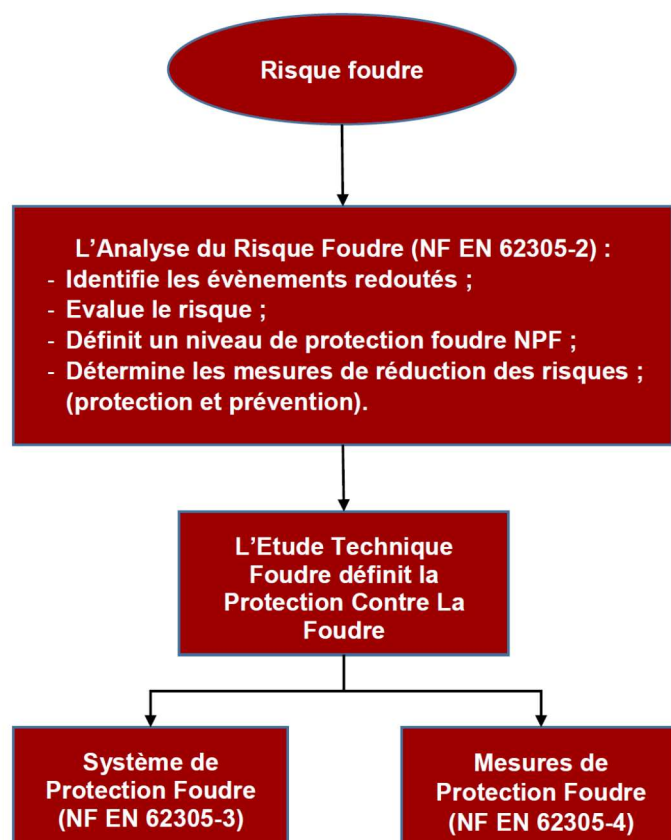 Risque foudre
L'Analyse du Risque Foudre (NF EN 62305-2) :
- Identifie les évènements redoutés ;
- Evalue le risque ;
- Définit un niveau de protection foudre NPF ;
- Détermine les mesures de réduction des risques ;
(protection et prévention).
L'Etude Technique
Foudre définit la
Protection Contre La
Foudre
Système de
Protection Foudre
(NF EN 62305-3)
Mesures de
Protection Foudre
(NF EN 62305-4)